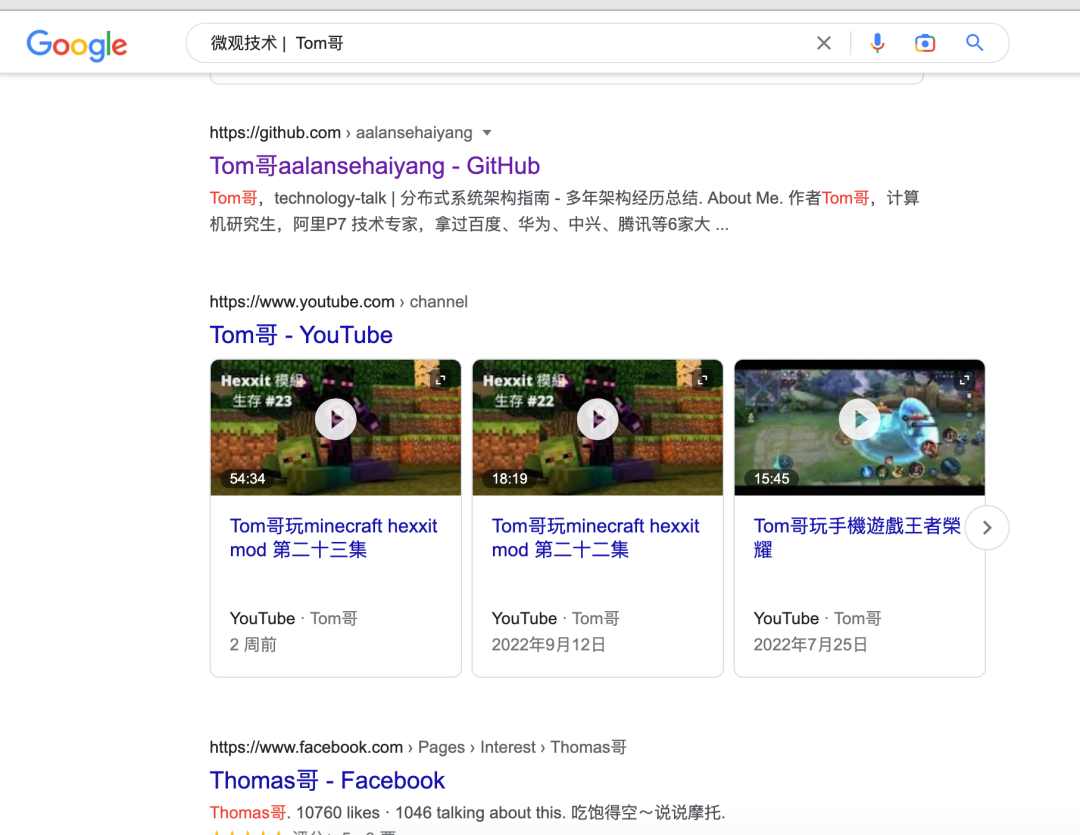 Google
微观技术 | Tom哥
https://github.com › aalansehaiyang
Tom哥aalansehaiyang - GitHub
Tom哥，technology-talk | 分布式系统架构指南 - 多年架构经历总结. About Me. 作者Tom哥，计算
机研究生，阿里P7 技术专家，拿过百度、华为、中兴、腾讯等6家大 ...
https://www.youtube.com › channel
Tom哥 - YouTube
Hexxit 模組
生存 #23
54:34
Hexxit 模組
生存 #22
18:19
15:45
Tom哥玩minecraft hexxit
mod 第二十三集
Tom哥玩minecraft hexxit
mod 第二十二集
Tom哥玩手機遊戲王者榮
耀
YouTube · Tom哥
2 周前
YouTube · Tom哥
2022年9月12日
YouTube · Tom哥
2022年7月25日
https://www.facebook.com › Pages › Interest › Thomas哥
Thomas哥 - Facebook
Thomas哥. 10760 likes · 1046 talking about this. 吃饱得空～说说摩托.